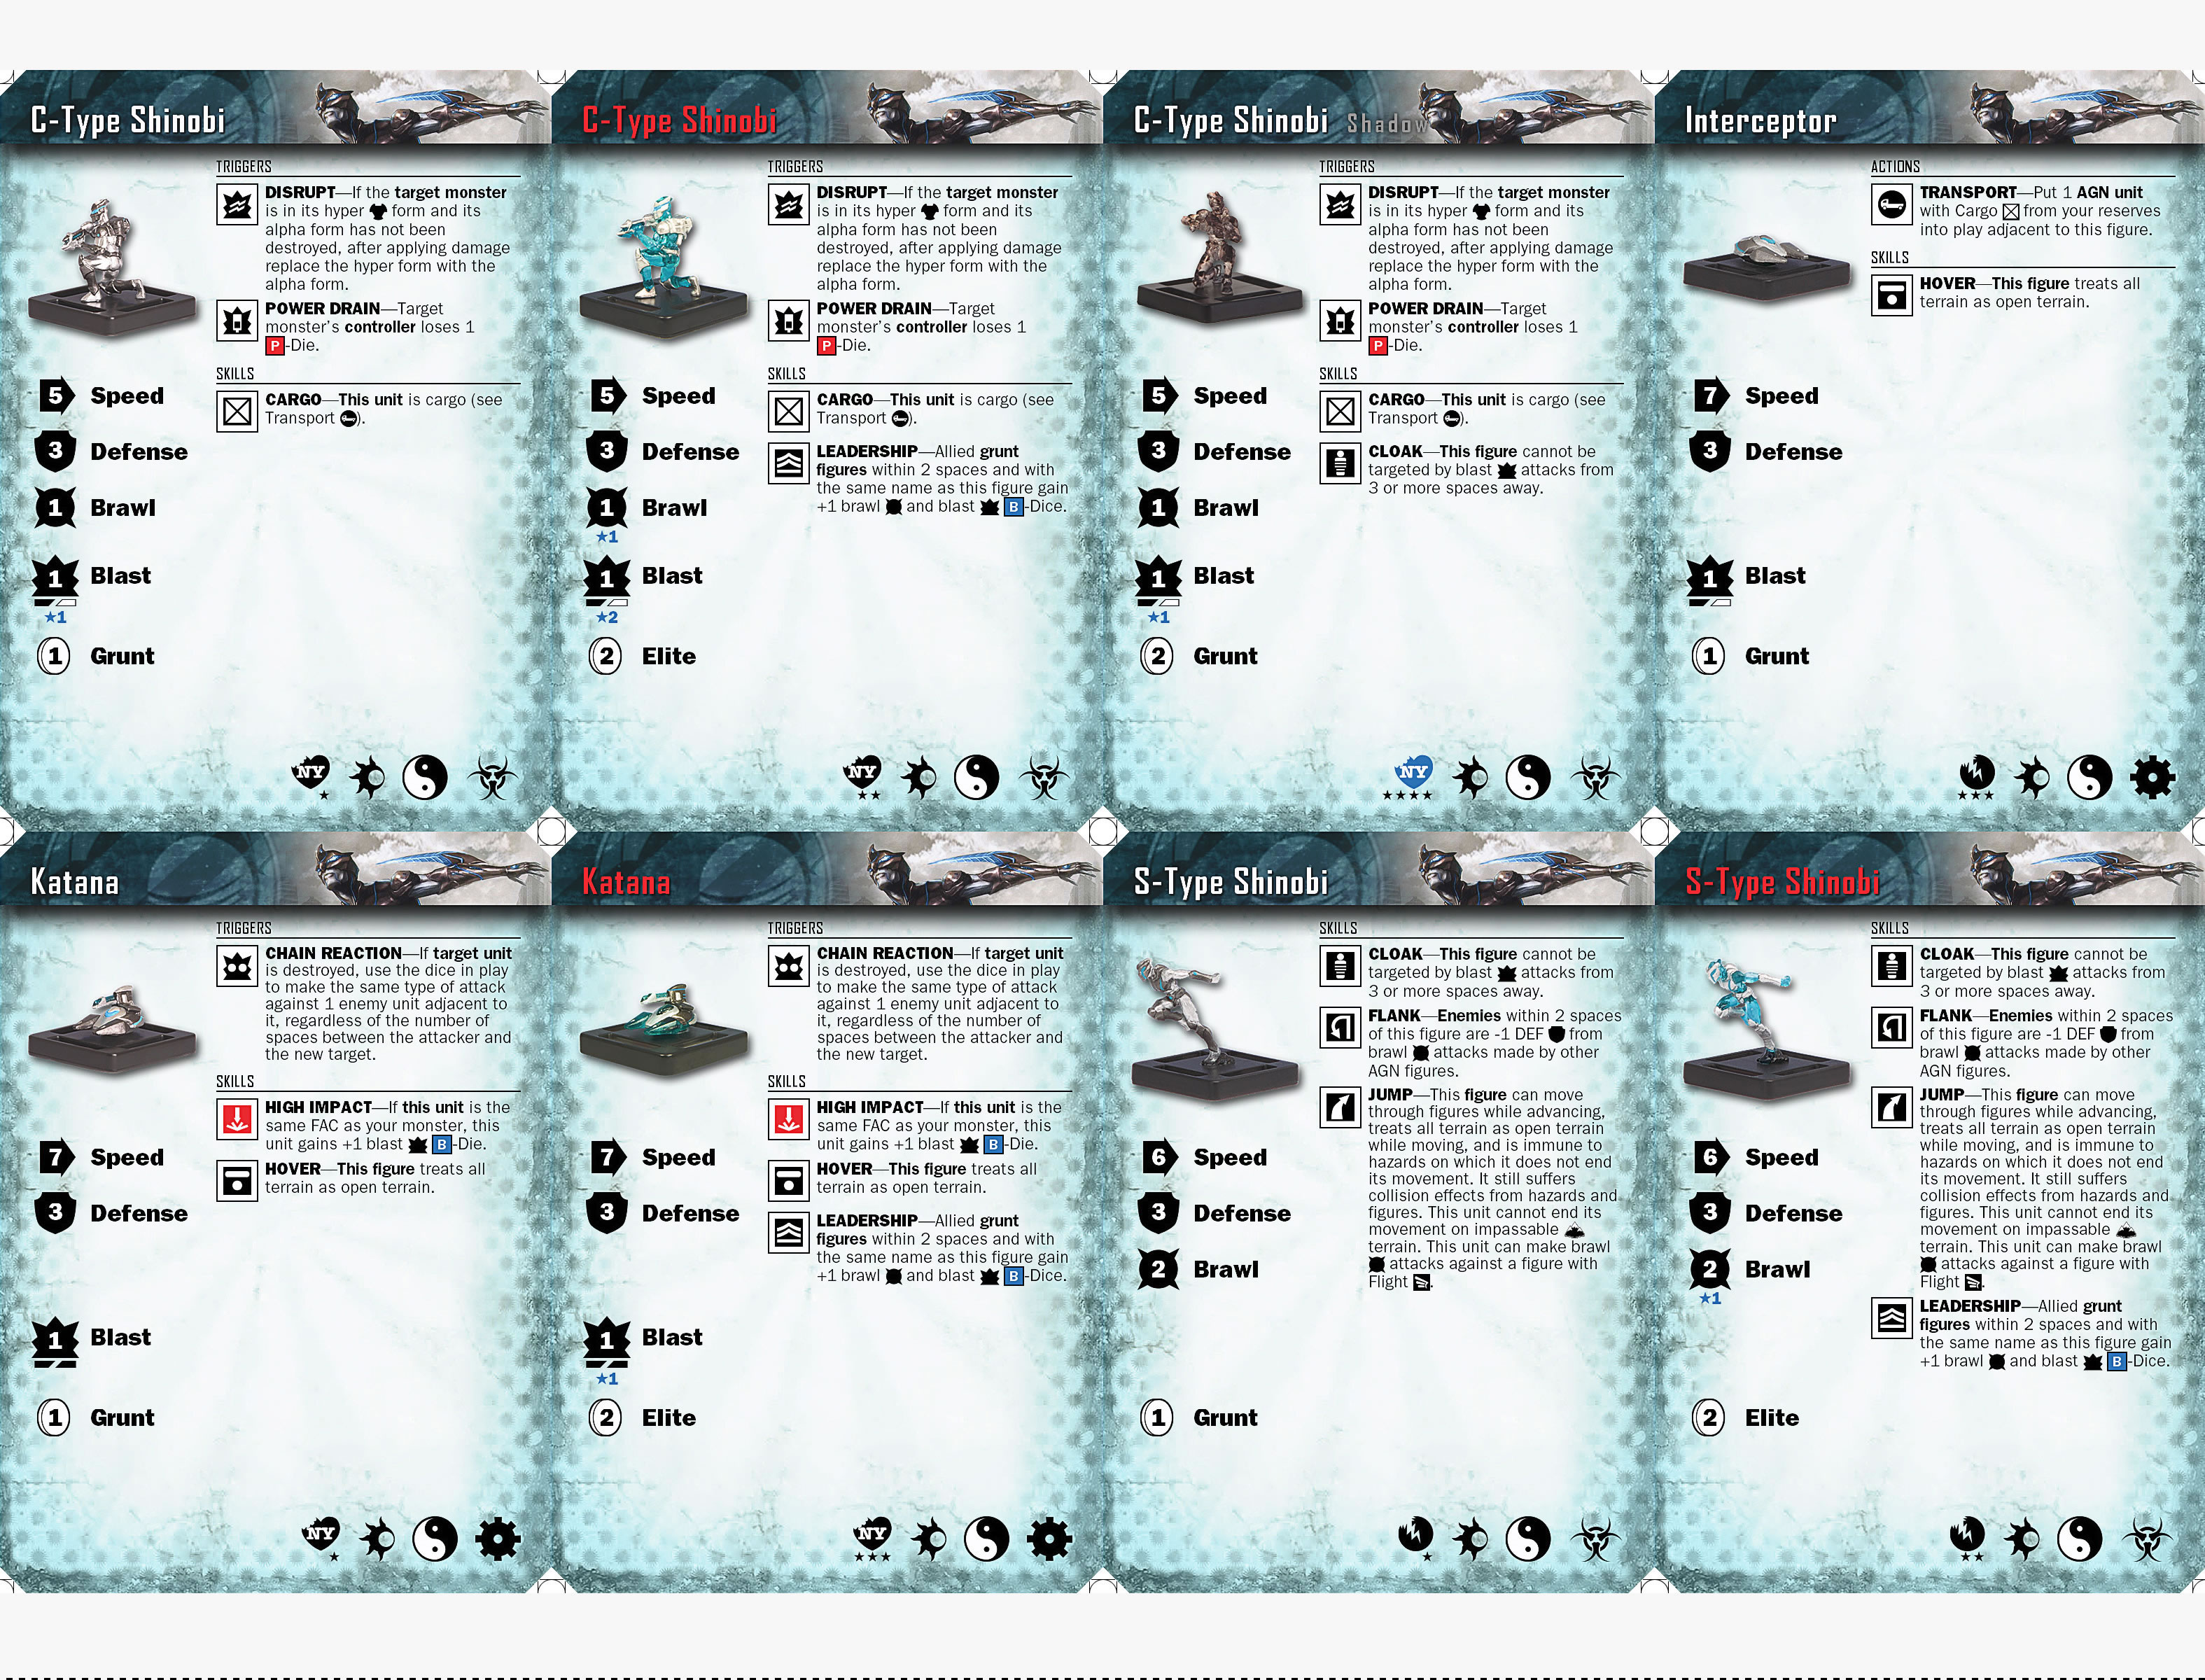 C-Type Shinobi
TRIGGERS
DISRUPT—If the target monster
is in its hyper form and its
alpha form has not been
destroyed, after applying damage
replace the hyper form with the
alpha form.
POWER DRAIN—Target
monster's controller loses 1
P-Die.
SKILLS
CARGO—This unit is cargo (see
Transport ).
5 Speed
3 Defense
1 Brawl
1 Blast
★1
1 Grunt
NY
★
C-Type Shinobi
TRIGGERS
DISRUPT—If the target monster
is in its hyper form and its
alpha form has not been
destroyed, after applying damage
replace the hyper form with the
alpha form.
POWER DRAIN—Target
monster's controller loses 1
P-Die.
SKILLS
CARGO—This unit is cargo (see
Transport ).
LEADERSHIP—Allied grunt
figures within 2 spaces and with
the same name as this figure gain
+1 brawl and blast B-Dice.
5 Speed
3 Defense
1 Brawl
★1
1 Blast
★2
2 Elite
NY
★★
C-Type Shinobi Shadow
TRIGGERS
DISRUPT—If the target monster
is in its hyper form and its
alpha form has not been
destroyed, after applying damage
replace the hyper form with the
alpha form.
POWER DRAIN—Target
monster's controller loses 1
P-Die.
SKILLS
CARGO—This unit is cargo (see
Transport ).
CLOAK—This figure cannot be
targeted by blast attacks from
3 or more spaces away.
5 Speed
3 Defense
1 Brawl
1 Blast
★1
2 Grunt
NY
★★★★
Interceptor
ACTIONS
TRANSPORT—Put 1 AGN unit
with Cargo from your reserves
into play adjacent to this figure.
SKILLS
HOVER—This figure treats all
terrain as open terrain.
7 Speed
3 Defense
1 Blast
1 Grunt
★★★
Katana
TRIGGERS
CHAIN REACTION—If target unit
is destroyed, use the dice in play
to make the same type of attack
against 1 enemy unit adjacent to
it, regardless of the number of
spaces between the attacker and
the new target.
SKILLS
HIGH IMPACT—If this unit is the
same FAC as your monster, this
unit gains +1 blast B-Die.
HOVER—This figure treats all
terrain as open terrain.
7 Speed
3 Defense
1 Blast
1 Grunt
NY
★
Katana
TRIGGERS
CHAIN REACTION—If target unit
is destroyed, use the dice in play
to make the same type of attack
against 1 enemy unit adjacent to
it, regardless of the number of
spaces between the attacker and
the new target.
SKILLS
HIGH IMPACT—If this unit is the
same FAC as your monster, this
unit gains +1 blast B-Die.
HOVER—This figure treats all
terrain as open terrain.
LEADERSHIP—Allied grunt
figures within 2 spaces and with
the same name as this figure gain
+1 brawl and blast B-Dice.
7 Speed
3 Defense
1 Blast
★1
2 Elite
NY
★★★
S-Type Shinobi
SKILLS
CLOAK—This figure cannot be
targeted by blast attacks from
3 or more spaces away.
FLANK—Enemies within 2 spaces
of this figure are -1 DEF from
brawl attacks made by other
AGN figures.
JUMP—This figure can move
through figures while advancing,
treats all terrain as open terrain
while moving, and is immune to
hazards on which it does not end
its movement. It still suffers
collision effects from hazards and
figures. This unit cannot end its
movement on impassable
terrain. This unit can make brawl
attacks against a figure with
Flight .
6 Speed
3 Defense
2 Brawl
1 Grunt
★
S-Type Shinobi
SKILLS
CLOAK—This figure cannot be
targeted by blast attacks from
3 or more spaces away.
FLANK—Enemies within 2 spaces
of this figure are -1 DEF from
brawl attacks made by other
AGN figures.
JUMP—This figure can move
through figures while advancing,
treats all terrain as open terrain
while moving, and is immune to
hazards on which it does not end
its movement. It still suffers
collision effects from hazards and
figures. This unit cannot end its
movement on impassable
terrain. This unit can make brawl
attacks against a figure with
Flight .
LEADERSHIP—Allied grunt
figures within 2 spaces and with
the same name as this figure gain
+1 brawl and blast B-Dice.
6 Speed
3 Defense
2 Brawl
★1
2 Elite
★★